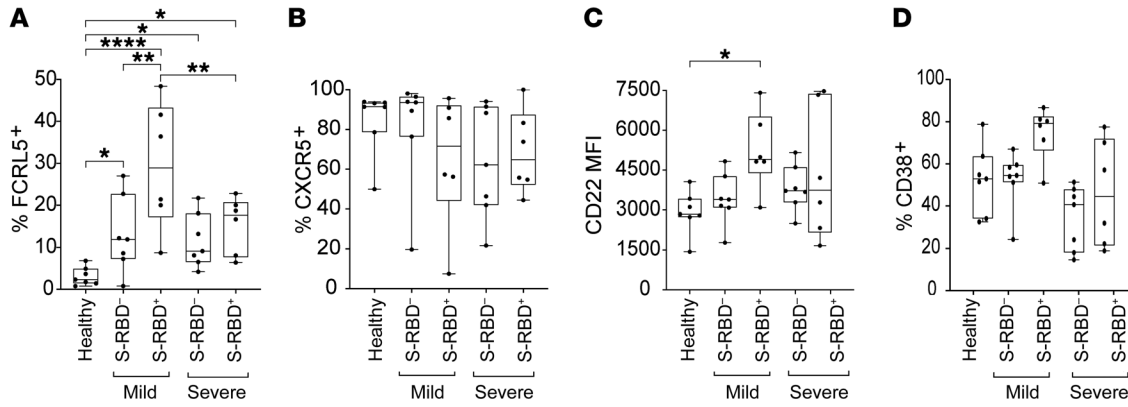 A
*
*
****
**
**
*
% FCRL5⁺
50
40
30
20
10
0
Healthy
S-RBD⁻
S-RBD⁺
S-RBD⁻
S-RBD⁺
Mild
Severe
B
% CXCR5⁺
100
80
60
40
20
0
Healthy
S-RBD⁻
S-RBD⁺
S-RBD⁻
S-RBD⁺
Mild
Severe
C
*
CD22 MFI
7500
6000
4500
3000
1500
0
Healthy
S-RBD⁻
S-RBD⁺
S-RBD⁻
S-RBD⁺
Mild
Severe
D
% CD38⁺
100
80
60
40
20
0
Healthy
S-RBD⁻
S-RBD⁺
S-RBD⁻
S-RBD⁺
Mild
Severe